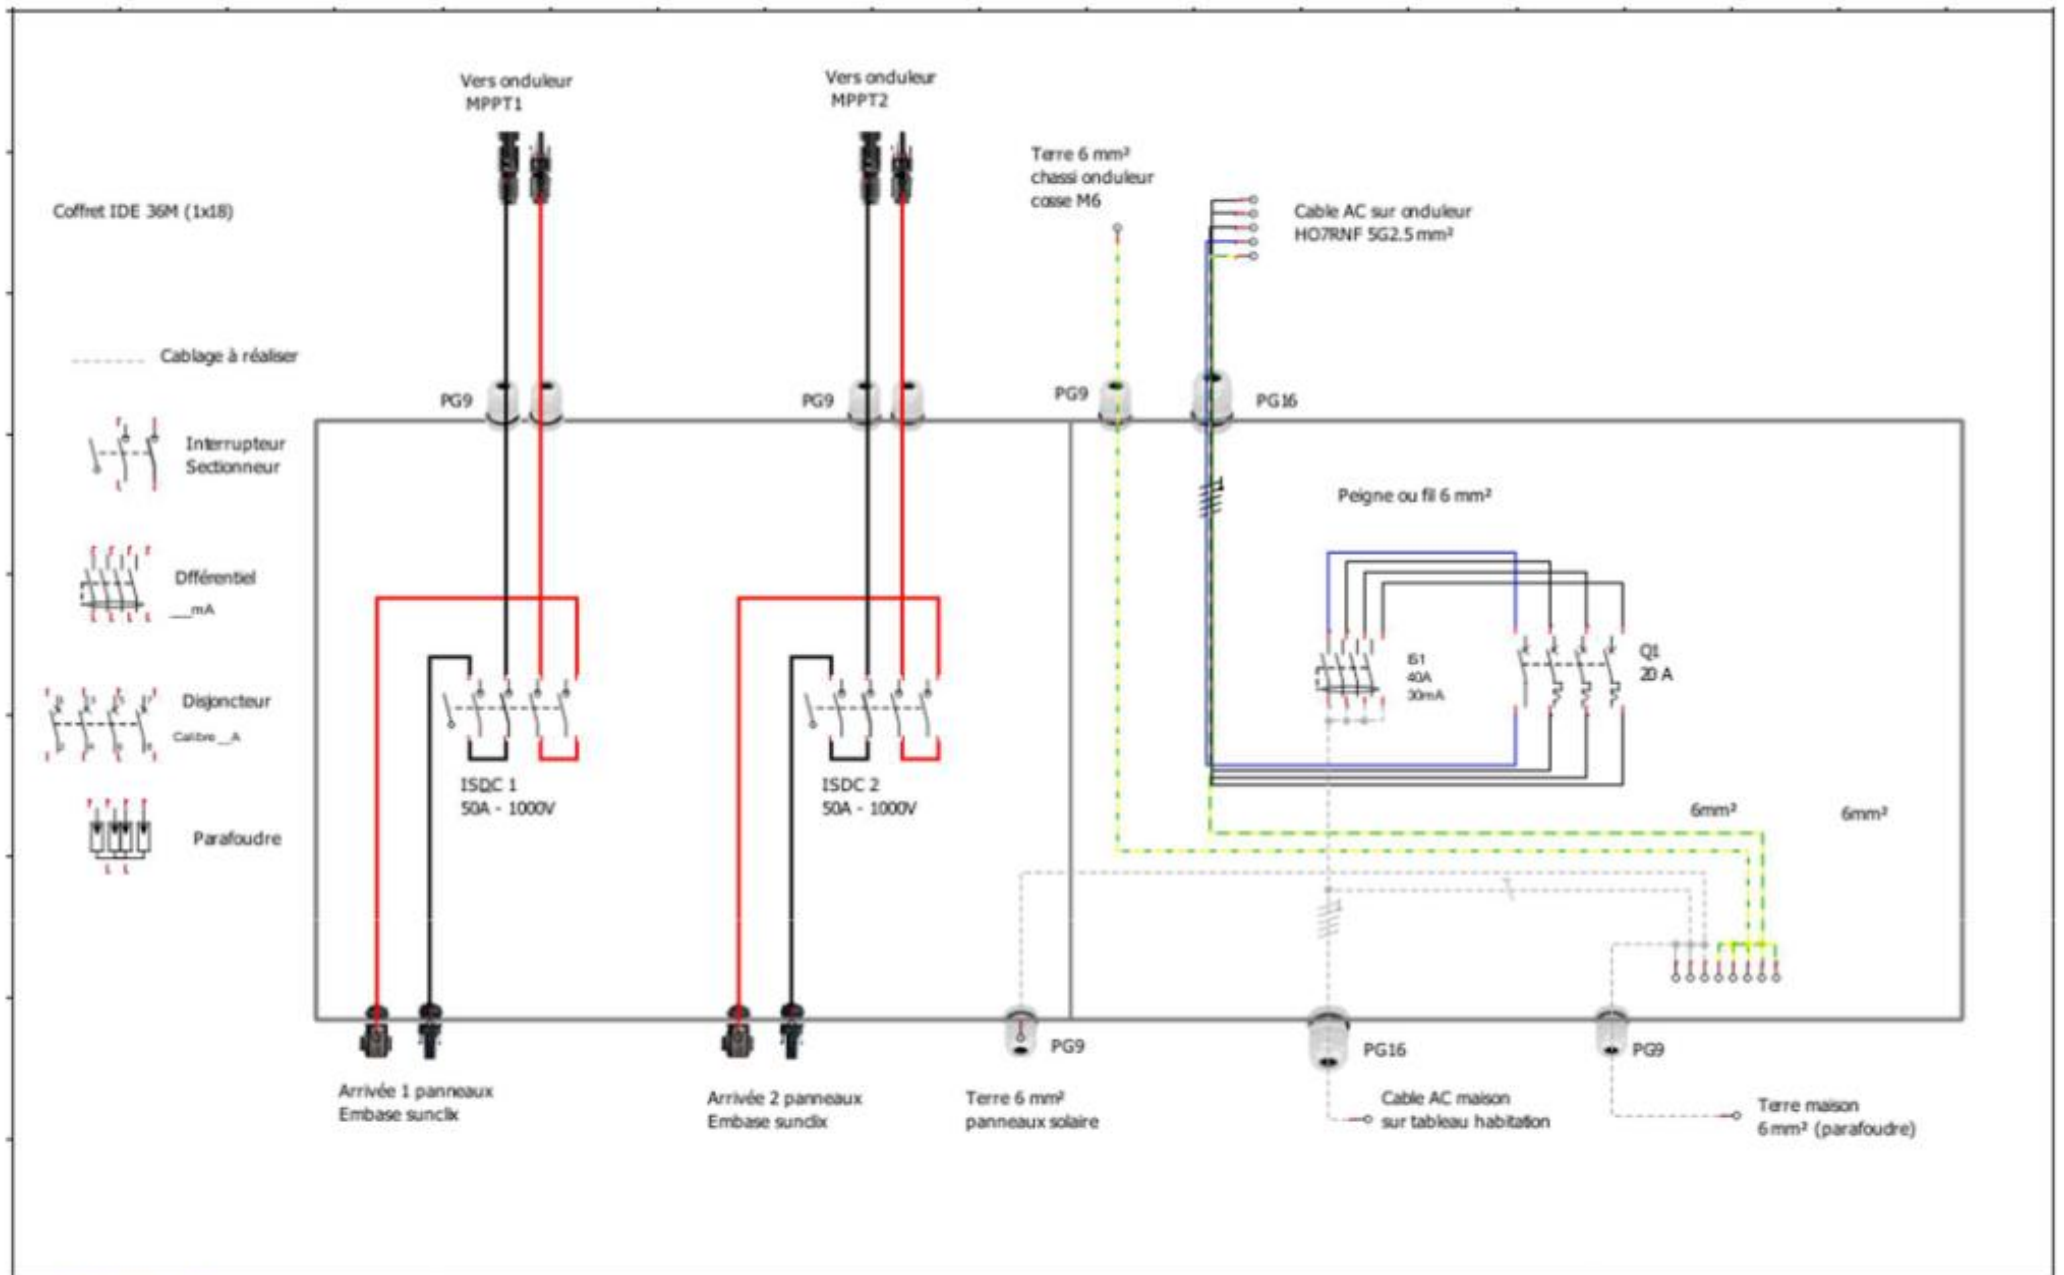 Vers onduleur
MPPT1
Vers onduleur
MPPT2
Terre 6 mm²
chassi onduleur
cosse M6
Coffret IDE 36M (1x18)
Cable AC sur onduleur
HO7RNF 5G2.5 mm²
Cablage à réaliser
PG9
PG9
PG9
PG16
Interrupteur
Sectionneur
Peigne ou fil 6 mm²
Dfférentiel
__mA
IS1
40A
30mA
Q1
20 A
Disjoncteur
Calibre __A
ISDC 1
50A - 1000V
ISDC 2
50A - 1000V
6mm²
6mm²
Parafoudre
PG9
PG16
PG9
Arrivée 1 panneaux
Embase sunclix
Arrivée 2 panneaux
Embase sunclix
Terre 6 mm²
panneaux solaire
Cable AC maison
sur tableau habitation
Terre maison
6 mm² (parafoudre)